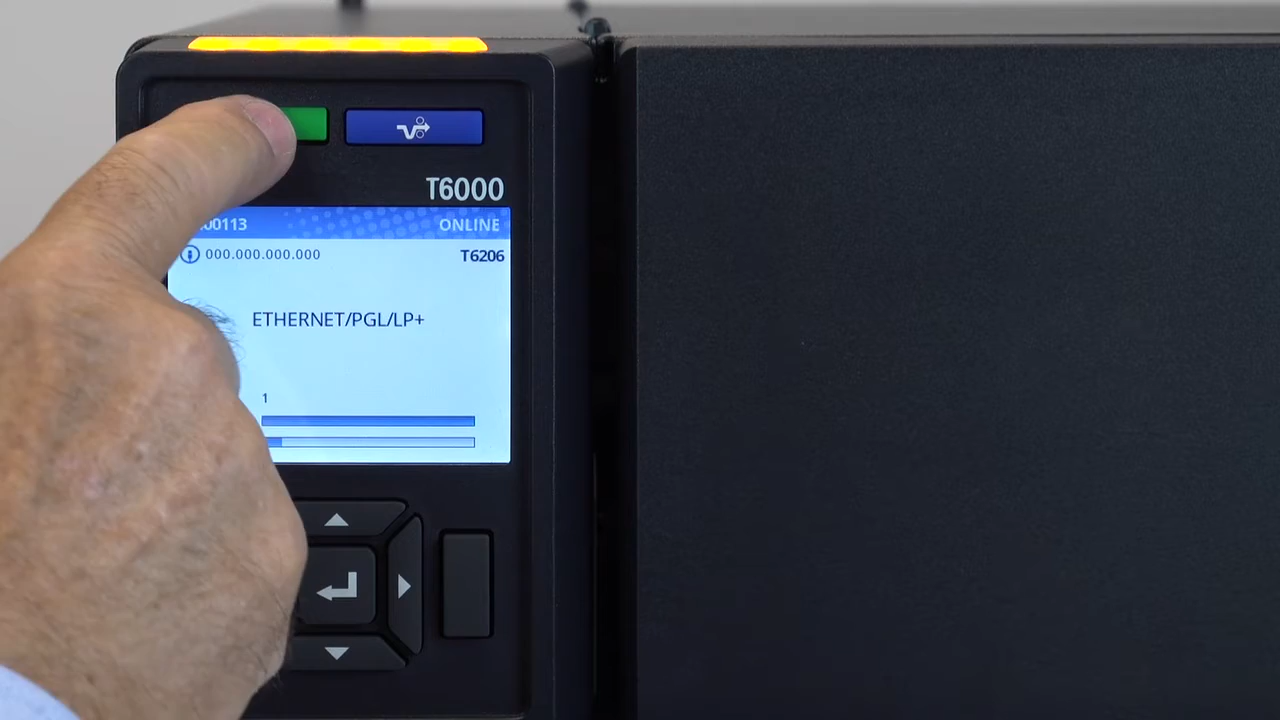 T6000
00113 ONLINE
000.000.000.000 T6206
ETHERNET/PGL/LP+
1